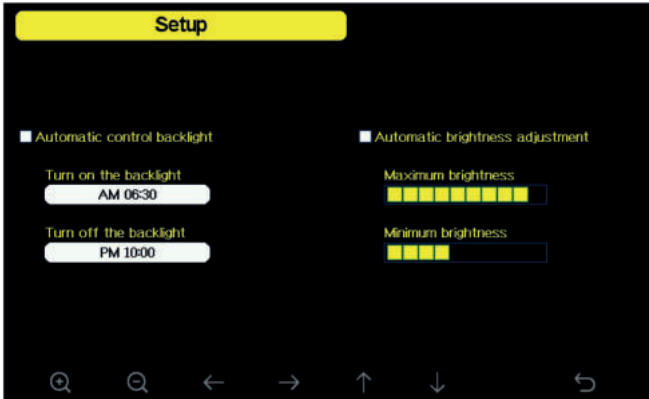 Setup
Automatic control backlight
Turn on the backlight
AM 06:30
Turn off the backlight
PM 10:00
Automatic brightness adjustment
Maximum brightness
Minimum brightness